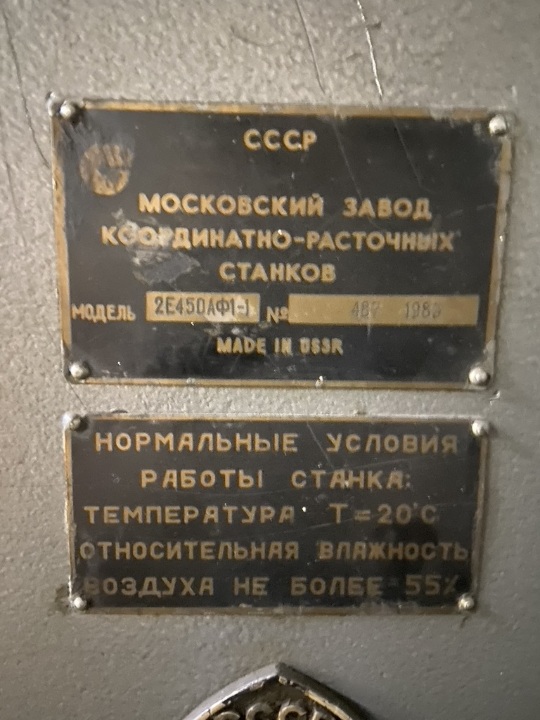 СССР
МОСКОВСКИЙ ЗАВОД
КООРДИНАТНО-РАСТОЧНЫХ
СТАНКОВ
МОДЕЛЬ 2Е450АФ1-1 №
MADE IN USSR
НОРМАЛЬНЫЕ УСЛОВИЯ
РАБОТЫ СТАНКА:
ТЕМПЕРАТУРА T=20°C
ОТНОСИТЕЛЬНАЯ ВЛАЖНОСТЬ
ВОЗДУХА НЕ БОЛЕЕ 55%
СССР